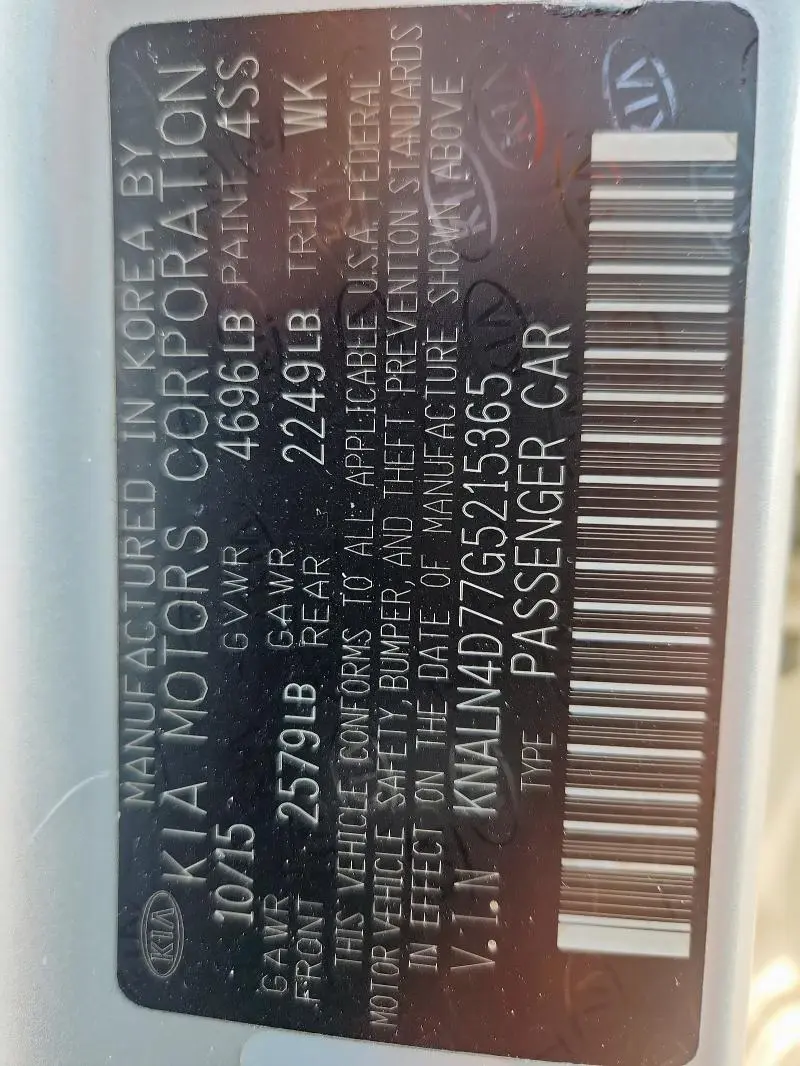 KIA
MANUFACTURED IN KOREA BY
KIA MOTORS CORPORATION
10/15 GVWR 4696LB PAINT 4SS
GAWR FRONT 2579LB GAWR REAR 2249LB TRIM WK
THIS VEHICLE CONFORMS TO ALL APPLICABLE U.S.A. FEDERAL
MOTOR VEHICLE SAFETY, BUMPER, AND THEFT PREVENTION STANDARDS
IN EFFECT ON THE DATE OF MANUFACTURE SHOWN ABOVE
V.I.N KNALN4D77G5215365
TYPE PASSENGER CAR